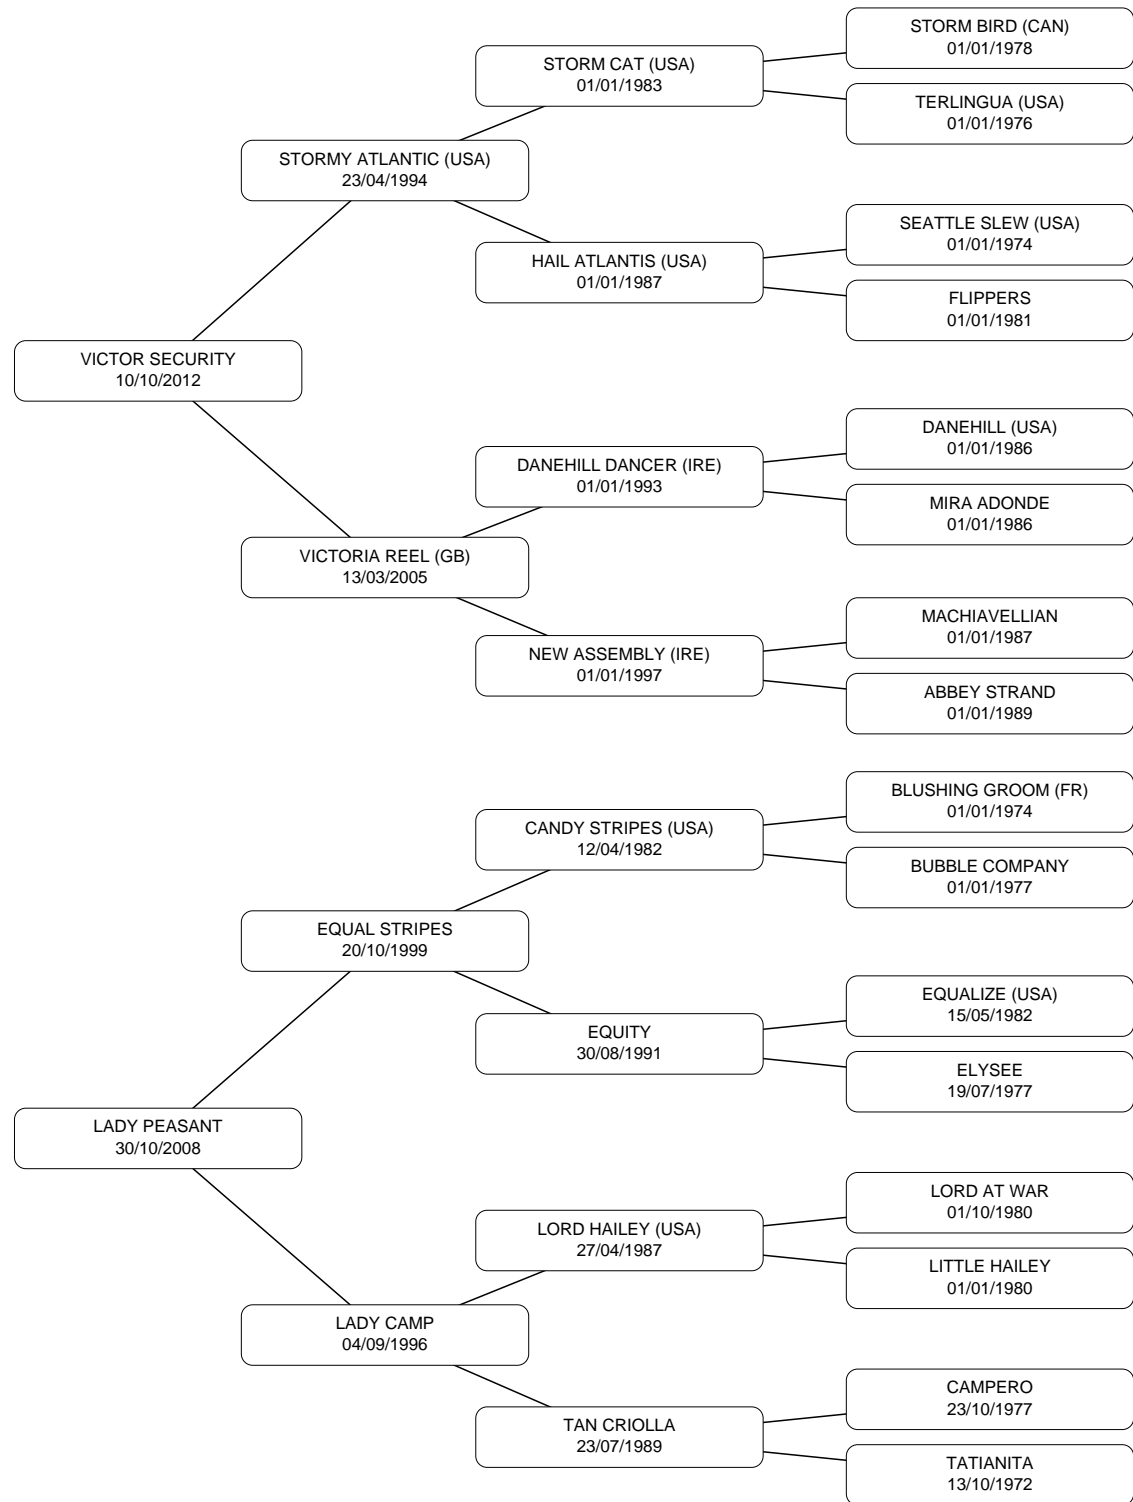 STORM BIRD (CAN)
01/01/1978
STORM CAT (USA)
01/01/1983
TERLINGUA (USA)
01/01/1976
STORMY ATLANTIC (USA)
23/04/1994
SEATTLE SLEW (USA)
01/01/1974
HAIL ATLANTIS (USA)
01/01/1987
FLIPPERS
01/01/1981
VICTOR SECURITY
10/10/2012
DANEHILL (USA)
01/01/1986
DANEHILL DANCER (IRE)
01/01/1993
MIRA ADONDE
01/01/1986
VICTORIA REEL (GB)
13/03/2005
MACHIAVELLIAN
01/01/1987
NEW ASSEMBLY (IRE)
01/01/1997
ABBEY STRAND
01/01/1989
BLUSHING GROOM (FR)
01/01/1974
CANDY STRIPES (USA)
12/04/1982
BUBBLE COMPANY
01/01/1977
EQUAL STRIPES
20/10/1999
EQUALIZE (USA)
15/05/1982
EQUITY
30/08/1991
ELYSEE
19/07/1977
LADY PEASANT
30/10/2008
LORD AT WAR
01/10/1980
LORD HAILEY (USA)
27/04/1987
LITTLE HAILEY
01/01/1980
LADY CAMP
04/09/1996
CAMPERO
23/10/1977
TAN CRIOLLA
23/07/1989
TATIANITA
13/10/1972